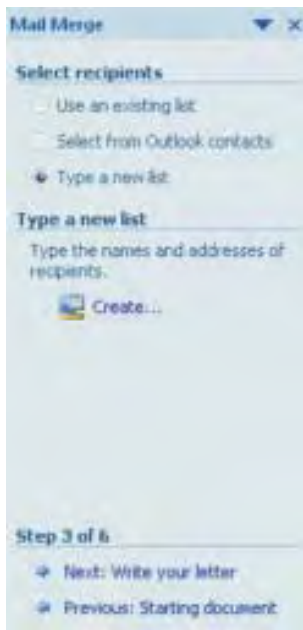 Mail Merge
Select recipients
Use an existing list
Select from Outlook contacts
Type a new list
Type a new list
Type the names and addresses of
recipients.
Create...
Step 3 of 6
Next: Write your letter
Previous: Starting document